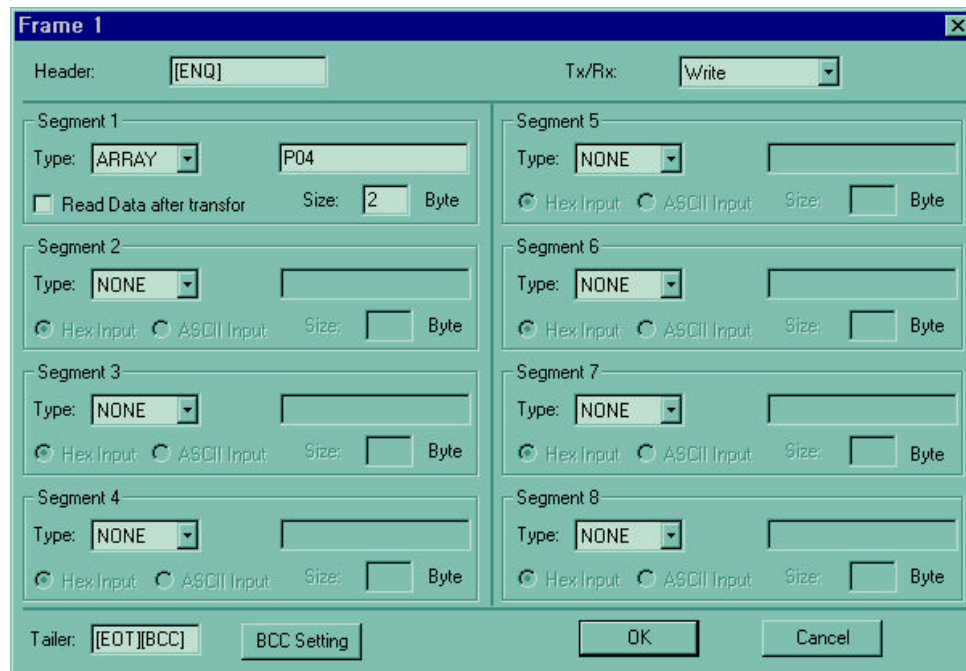 Frame 1
Header: [ENQ] Tx/Rx: Write
Segment 1
Type: ARRAY P04
Read Data after transfor Size: 2 Byte
Segment 2
Type: NONE
Hex Input ASCII Input Size: Byte
Segment 3
Type: NONE
Hex Input ASCII Input Size: Byte
Segment 4
Type: NONE
Hex Input ASCII Input Size: Byte
Segment 5
Type: NONE
Hex Input ASCII Input Size: Byte
Segment 6
Type: NONE
Hex Input ASCII Input Size: Byte
Segment 7
Type: NONE
Hex Input ASCII Input Size: Byte
Segment 8
Type: NONE
Hex Input ASCII Input Size: Byte
Tailer: [EOT][BCC] BCC Setting OK Cancel